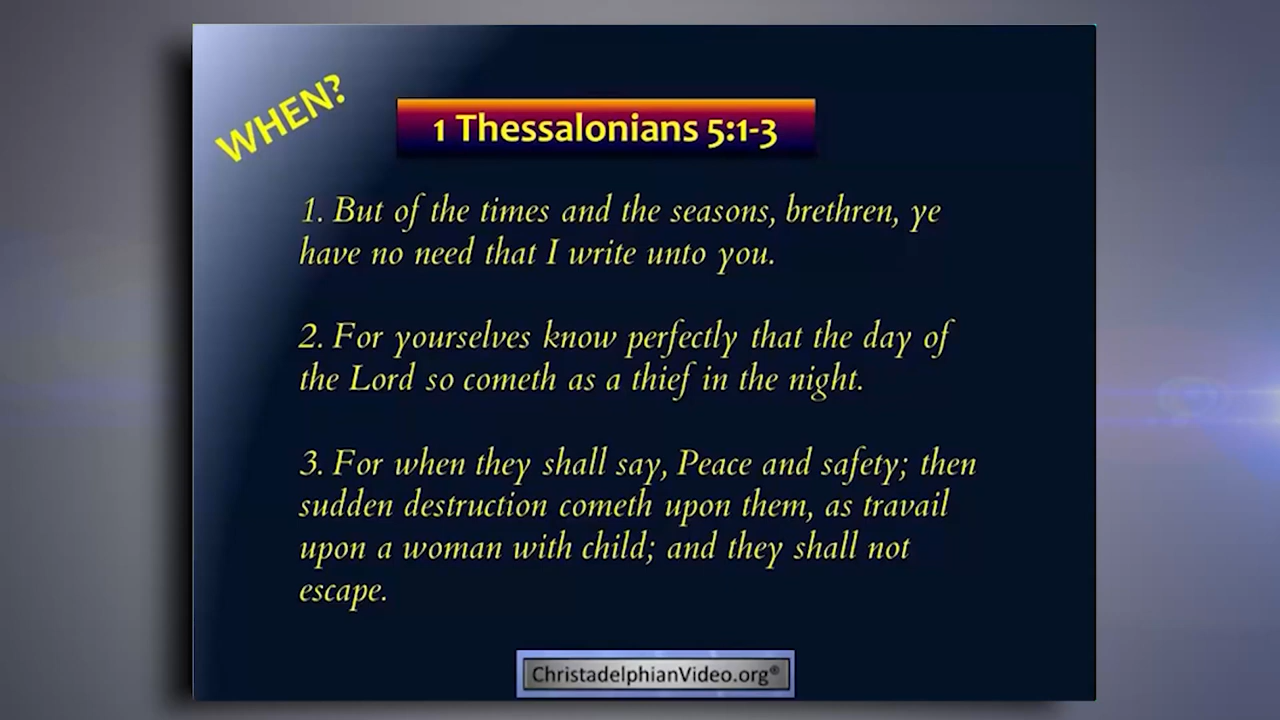 WHEN?
1 Thessalonians 5:1-3
1. But of the times and the seasons, brethren, ye
have no need that I write unto you.
2. For yourselves know perfectly that the day of
the Lord so cometh as a thief in the night.
3. For when they shall say, Peace and safety; then
sudden destruction cometh upon them, as travail
upon a woman with child; and they shall not
escape.
ChristadelphianVideo.org®